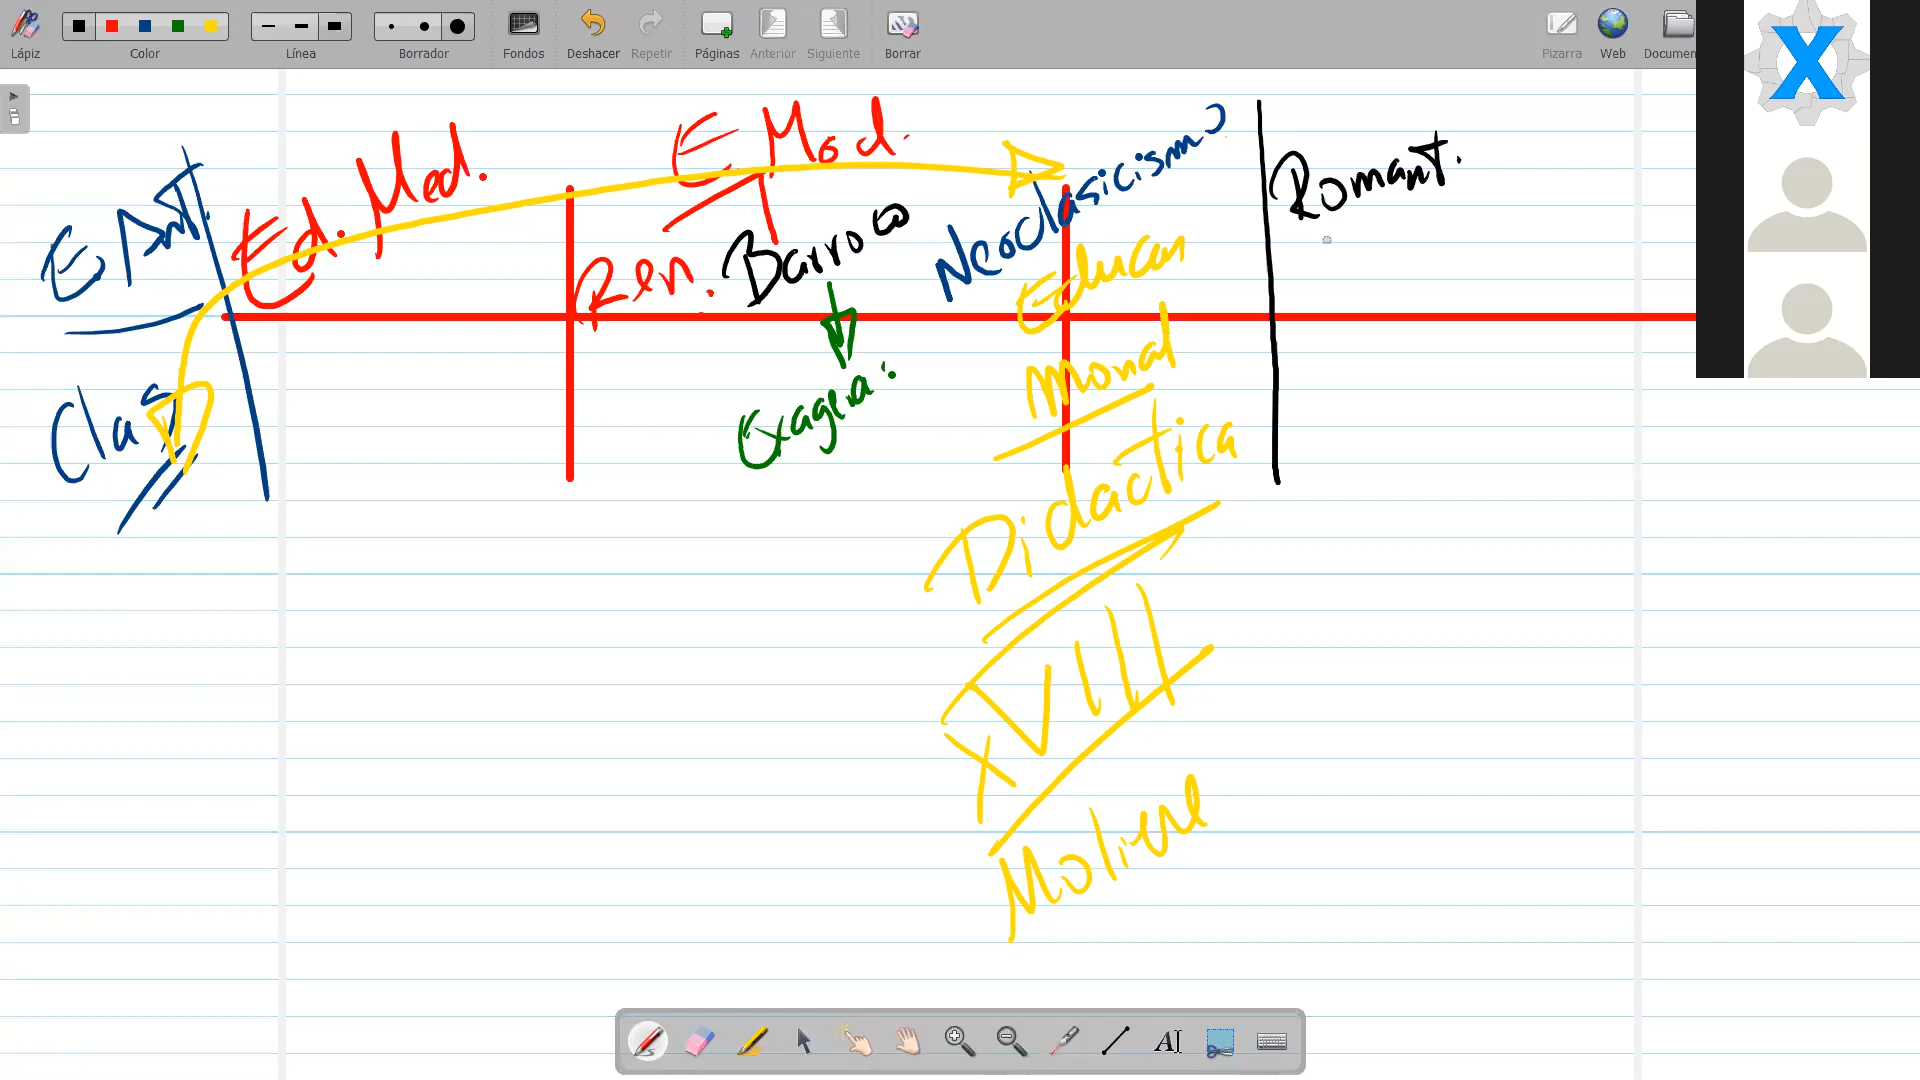 Lápiz
Color
Línea
Borrador
Fondos
Deshacer
Repetir
Páginas
Anterior
Siguiente
Borrar
Pizarra
Web
Documen
X
E Ant.
Clas
Ed. Med.
E Mod.
Ren.
Barroco
Exagera:
Neoclasicismo
Educar
Moral
Didactica
XVIII
Moliere
Romant.
A